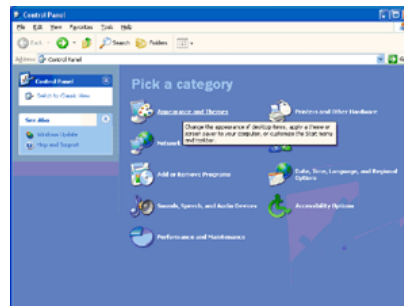 Control Panel
File Edit View Favorites Tools Help
Back Search Folders
Address Control Panel Go
Control Panel
Switch to Classic View
See Also
Windows Update
Help and Support
Pick a category
Appearance and Themes
Printers and Other Hardware
Change the appearance of desktop items, apply a theme or
screen saver to your computer, or customize the Start menu
and taskbar.
Network
Add or Remove Programs
Date, Time, Language, and Regional
Options
Sounds, Speech, and Audio Devices
Accessibility Options
Performance and Maintenance